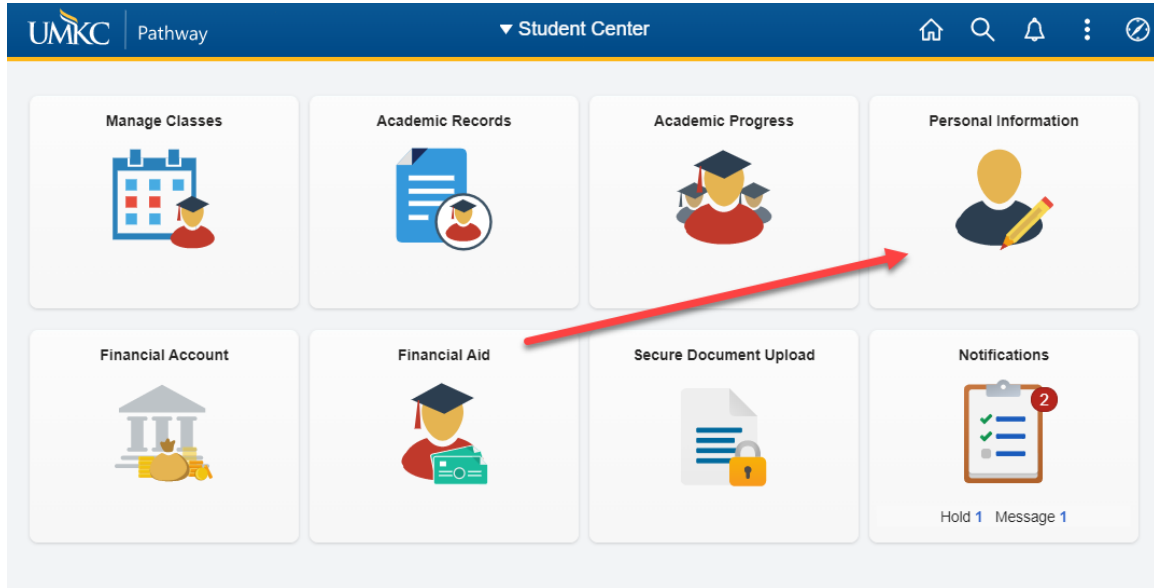 UMKC Pathway ▼ Student Center
Manage Classes
Academic Records
Academic Progress
Personal Information
Financial Account
Financial Aid
Secure Document Upload
Notifications
2
Hold 1 Message 1